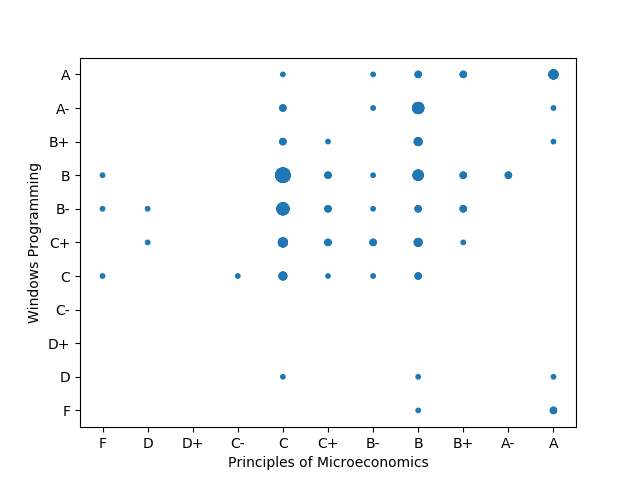 A
A-
B+
B
B-
C+
C
C-
D+
D
F
Windows Programming
F D D+ C- C C+ B- B B+ A- A
Principles of Microeconomics